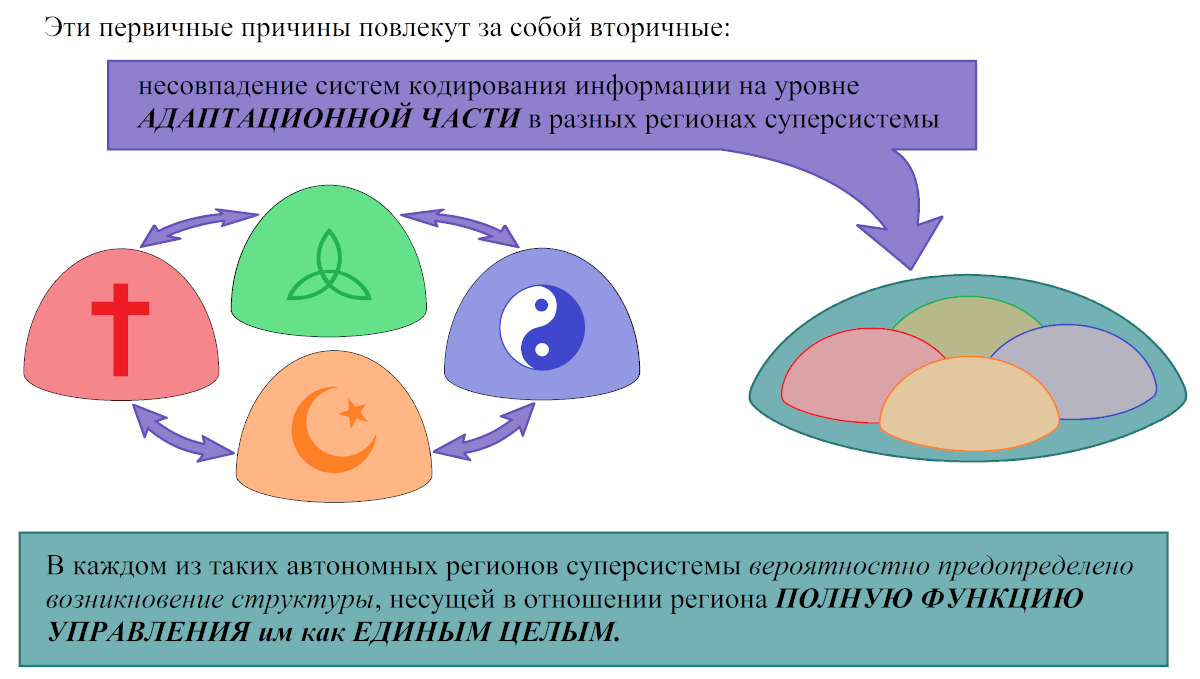 Эти первичные причины повлекут за собой вторичные:
несовпадение систем кодирования информации на уровне
АДАПТАЦИОННОЙ ЧАСТИ в разных регионах суперсистемы
В каждом из таких автономных регионов суперсистемы вероятностно предопределено
возникновение структуры, несущей в отношении региона ПОЛНУЮ ФУНКЦИЮ
УПРАВЛЕНИЯ им как ЕДИНЫМ ЦЕЛЫМ.